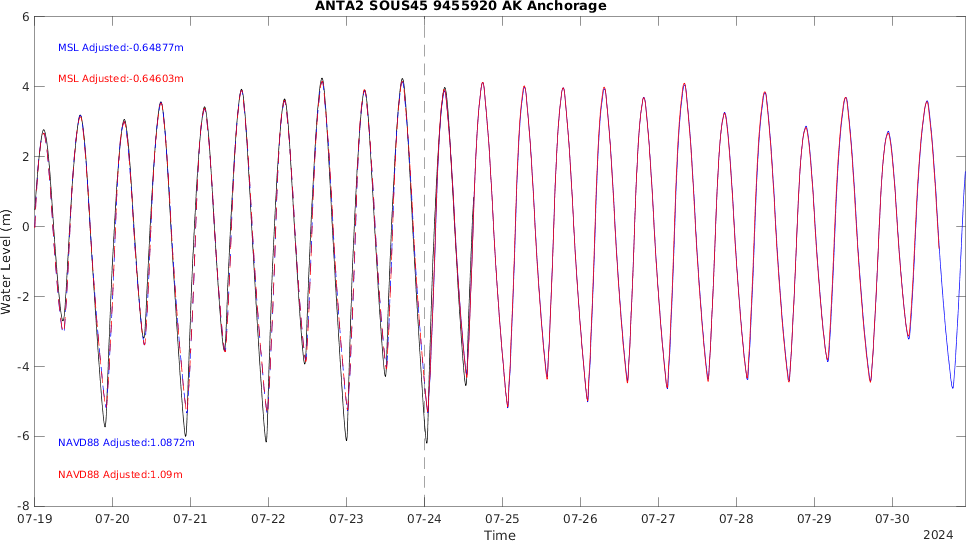 ANTA2 SOUS45 9455920 AK Anchorage
6
MSL Adjusted:-0.64877m
MSL Adjusted:-0.64603m
4
2
0
Water Level (m)
-2
-4
-6
NAVD88 Adjusted:1.0872m
NAVD88 Adjusted:1.09m
-8
07-19 07-20 07-21 07-22 07-23 07-24 07-25 07-26 07-27 07-28 07-29 07-30
Time
2024